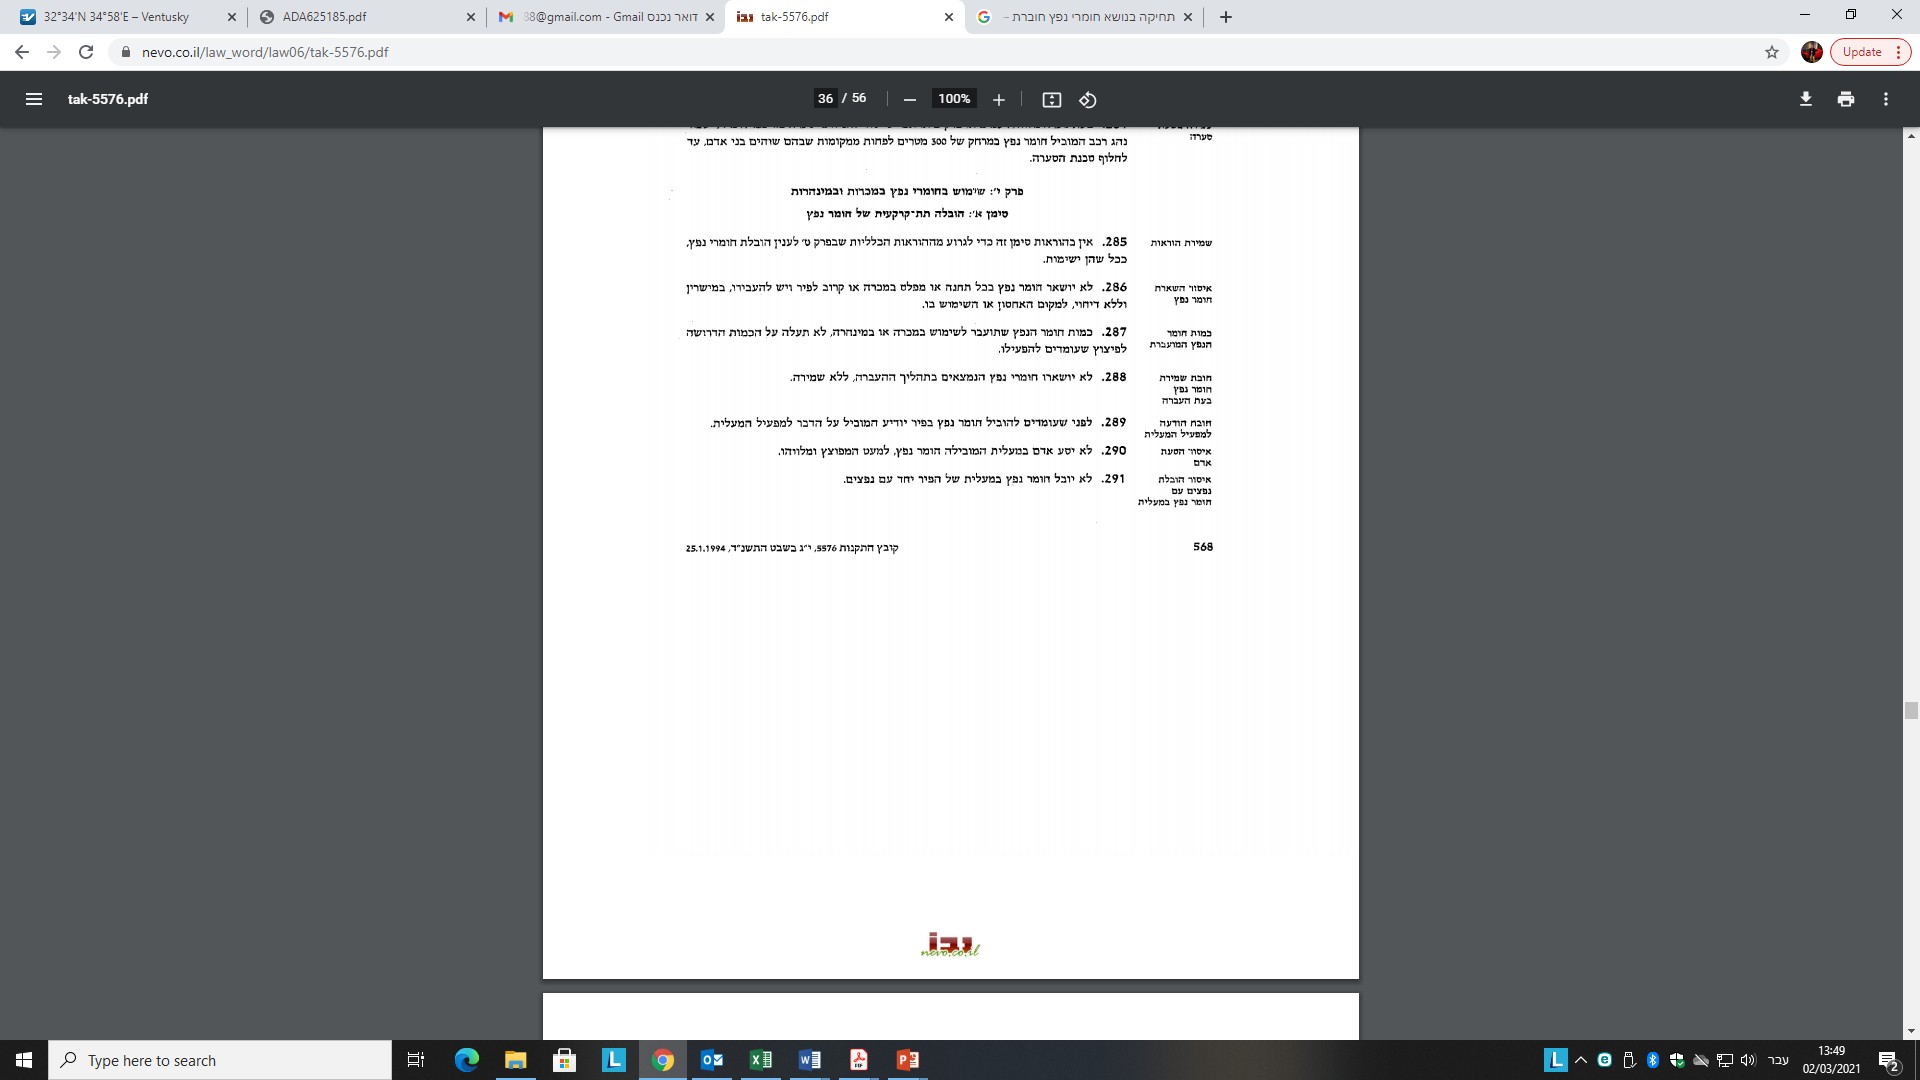 32°34'N 34°58'E – Ventusky
ADA625185.pdf
דואר נכנס - 88@gmail.com - Gmail
tak-5576.pdf
תחיקה בנושא חומרי נפץ חוברת -
nevo.co.il/law_word/law06/tak-5576.pdf
Update
tak-5576.pdf
36 / 56
100%
סערה
נהג רכב המוביל חומר נפץ במרחק של 300 מטרים לפחות ממקומות שבהם שוהים בני אדם, עד
לחלוף סכנת הסערה.
פרק י': שימוש בחומרי נפץ במכרות ובמינהרות
סימן א': הובלה תת־קרקעית של חומר נפץ
שמירת הוראות
285. אין בהוראות סימן זה כדי לגרוע מההוראות הכלליות שבפרק ט' לענין הובלת חומרי נפץ,
ככל שהן ישימות.
איסור השארת
חומר נפץ
286. לא יושאר חומר נפץ בכל תחנה או מפלס במכרה או קרוב לפיר ויש להעבירו, במישרין
וללא דיחוי, למקום האחסון או השימוש בו.
כמות חומר
הנפץ המועברת
287. כמות חומר הנפץ שתועבר לשימוש במכרה או במינהרה, לא תעלה על הכמות הדרושה
לפיצוץ שעומדים להפעילו.
חובת שמירת
חומר נפץ
בעת העברה
288. לא יושארו חומרי נפץ הנמצאים בתהליך ההעברה, ללא שמירה.
חובת הודעה
למפעיל המעלית
289. לפני שעומדים להוביל חומר נפץ בפיר יודיע המוביל על הדבר למפעיל המעלית.
איסור הסעת
אדם
290. לא יסע אדם במעלית המובילה חומר נפץ, למעט המפוצץ ומלווהו.
איסור הובלת
נפצים עם
חומר נפץ במעלית
291. לא יובל חומר נפץ במעלית של הפיר יחד עם נפצים.
568
קובץ התקנות 5576, י"ג בשבט התשנ"ד, 25.1.1994
נבו
nevo.co.il
Type here to search
עבר
13:49
02/03/2021
2